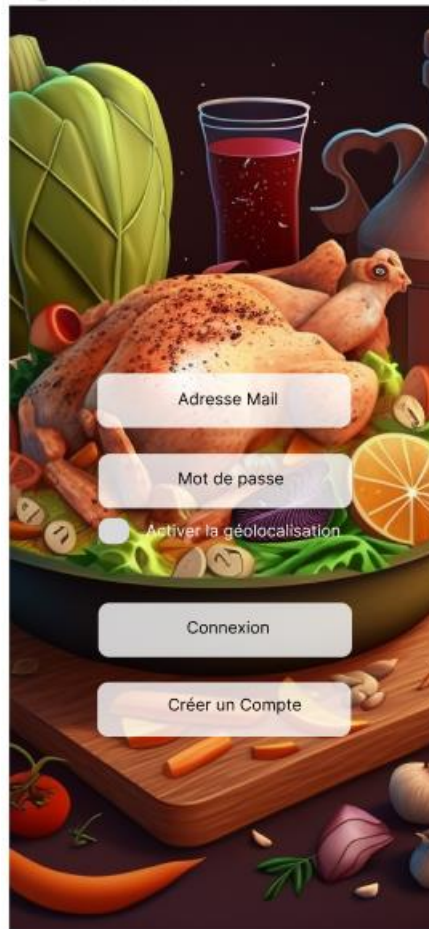 Adresse Mail
Mot de passe
Activer la géolocalisation
Connexion
Créer un Compte